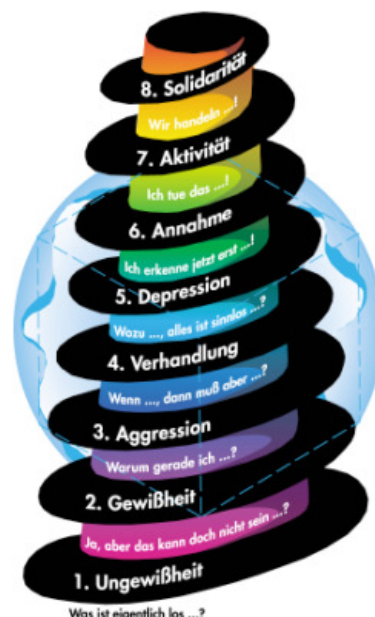 8. Solidarität
Wir handeln ...!
7. Aktivität
Ich tue das ...!
6. Annahme
Ich erkenne jetzt erst ...!
5. Depression
Wozu ..., alles ist sinnlos ...?
4. Verhandlung
Wenn ..., dann muß aber ...?
3. Aggression
Warum gerade ich ...?
2. Gewißheit
Ja, aber das kann doch nicht sein ...?
1. Ungewißheit
Was ist eigentlich los ...?